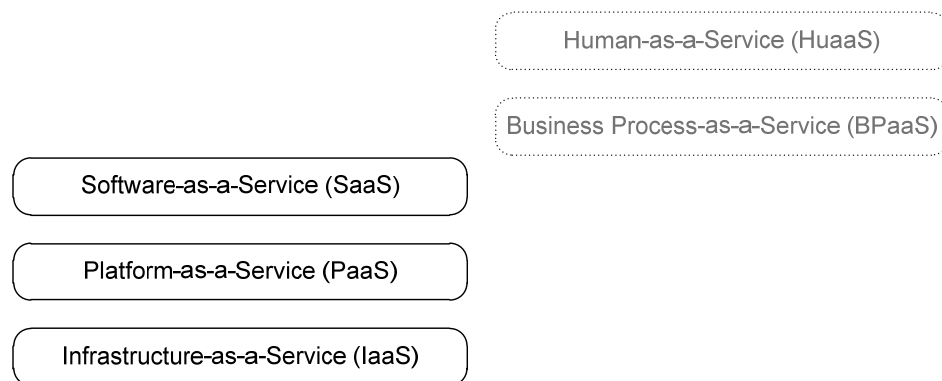 Human-as-a-Service (HuaaS)
Business Process-as-a-Service (BPaaS)
Software-as-a-Service (SaaS)
Platform-as-a-Service (PaaS)
Infrastructure-as-a-Service (IaaS)